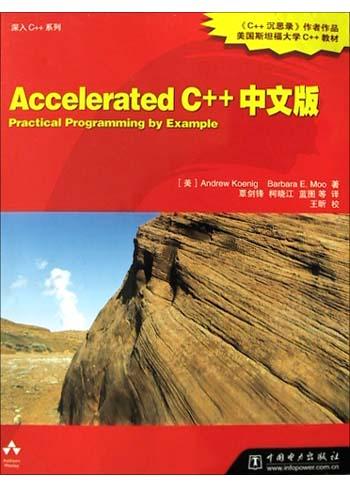 深入 C++ 系列
《C++ 沉思录》作者作品
美国斯坦福大学 C++ 教材
Accelerated C++ 中文版
Practical Programming by Example
[美] Andrew Koenig Barbara E. Moo 著
覃剑锋 柯晓江 蓝图 等 译
王昕 校
Addison
Wesley
中国电力出版社
www.infopower.com.cn